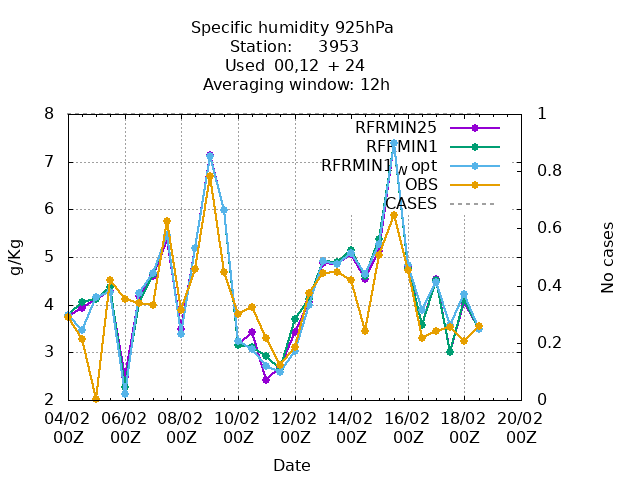 Specific humidity 925hPa
Station: 3953
Used 00,12 + 24
Averaging window: 12h
8 1
RFRMIN25
RFRMIN1
7 0.8
RFRMIN1wopt
OBS
6 CASES 0.6
g/Kg No cases
5
0.4
4
3 0.2
2 0
04/02 06/02 08/02 10/02 12/02 14/02 16/02 18/02 20/02
00Z 00Z 00Z 00Z 00Z 00Z 00Z 00Z 00Z
Date